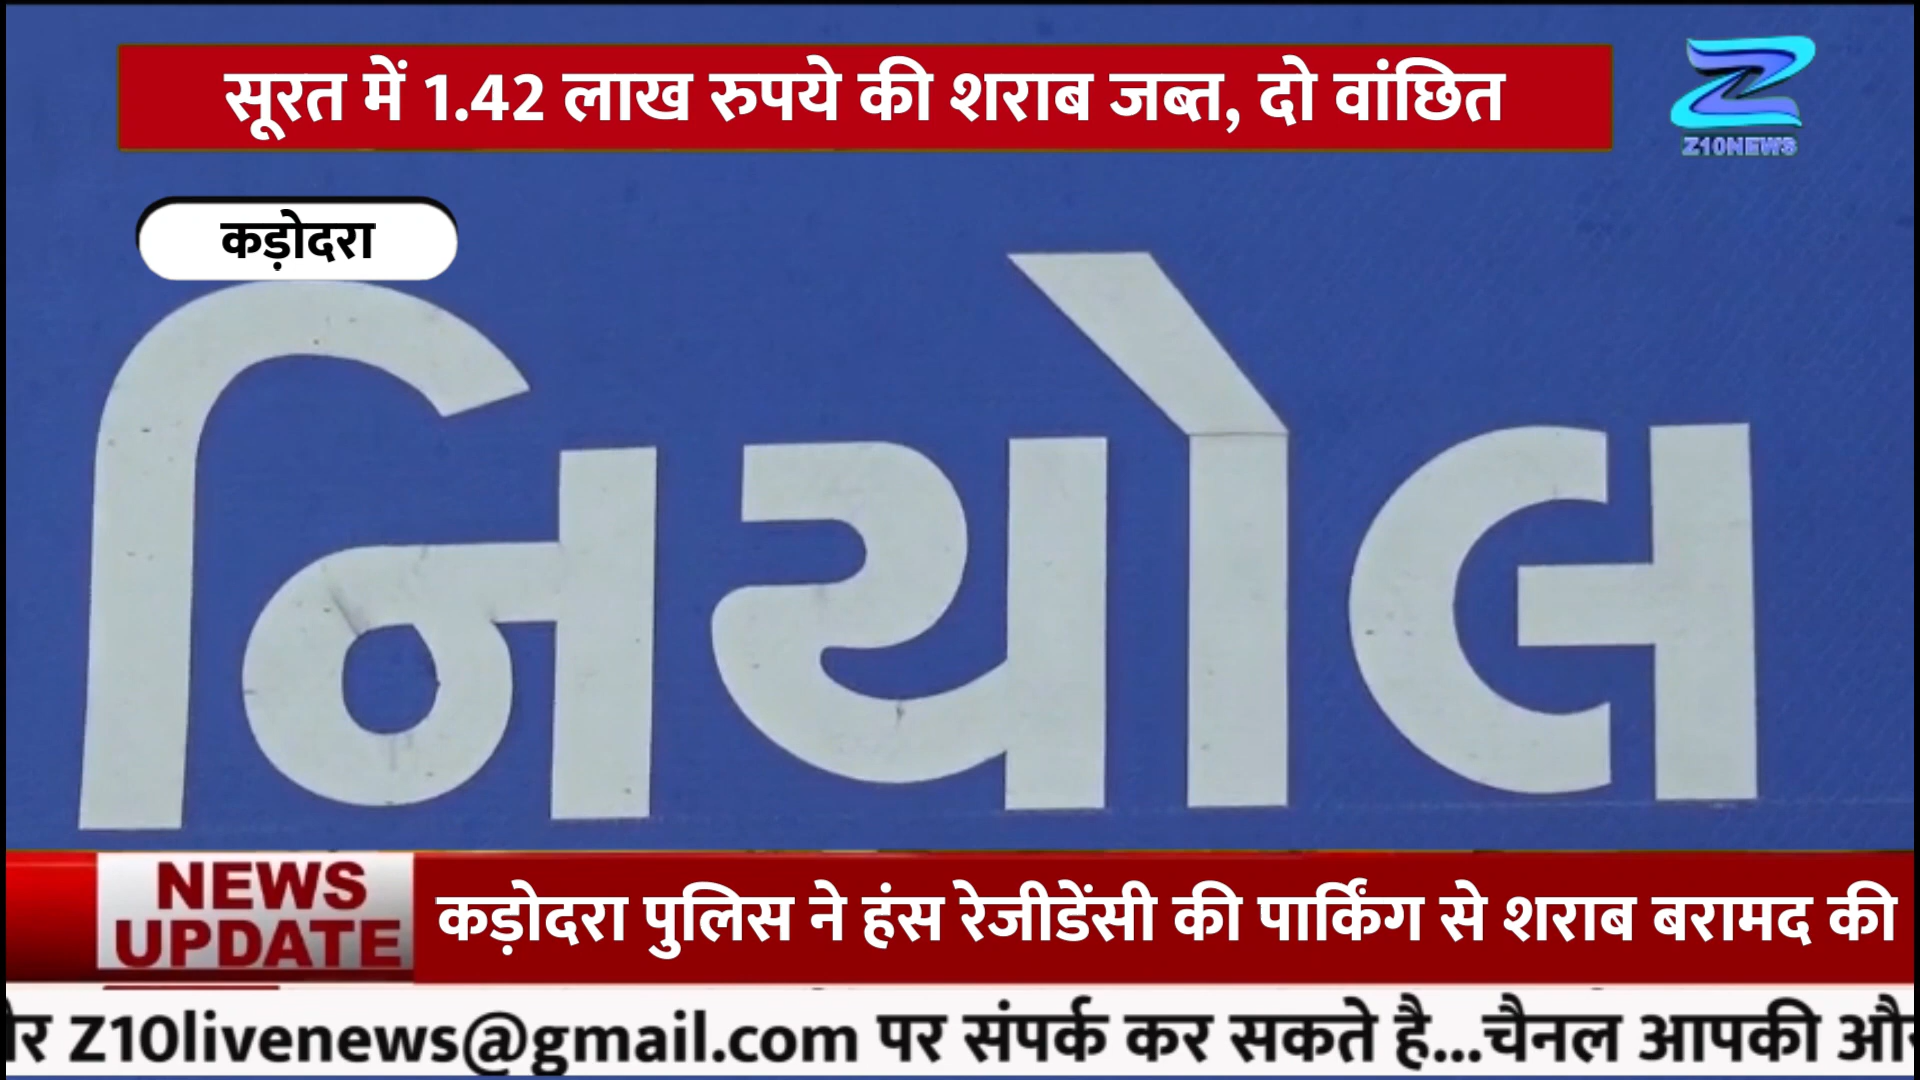 सूरत में 1.42 लाख रुपये की शराब जब्त, दो वांछित
Z10NEWS
कड़ोदरा
નિયોલ
NEWS
UPDATE
कड़ोदरा पुलिस ने हंस रेजीडेंसी की पार्किंग से शराब बरामद की
Z10livenews@gmail.com पर संपर्क कर सकते है...चैनल आपकी